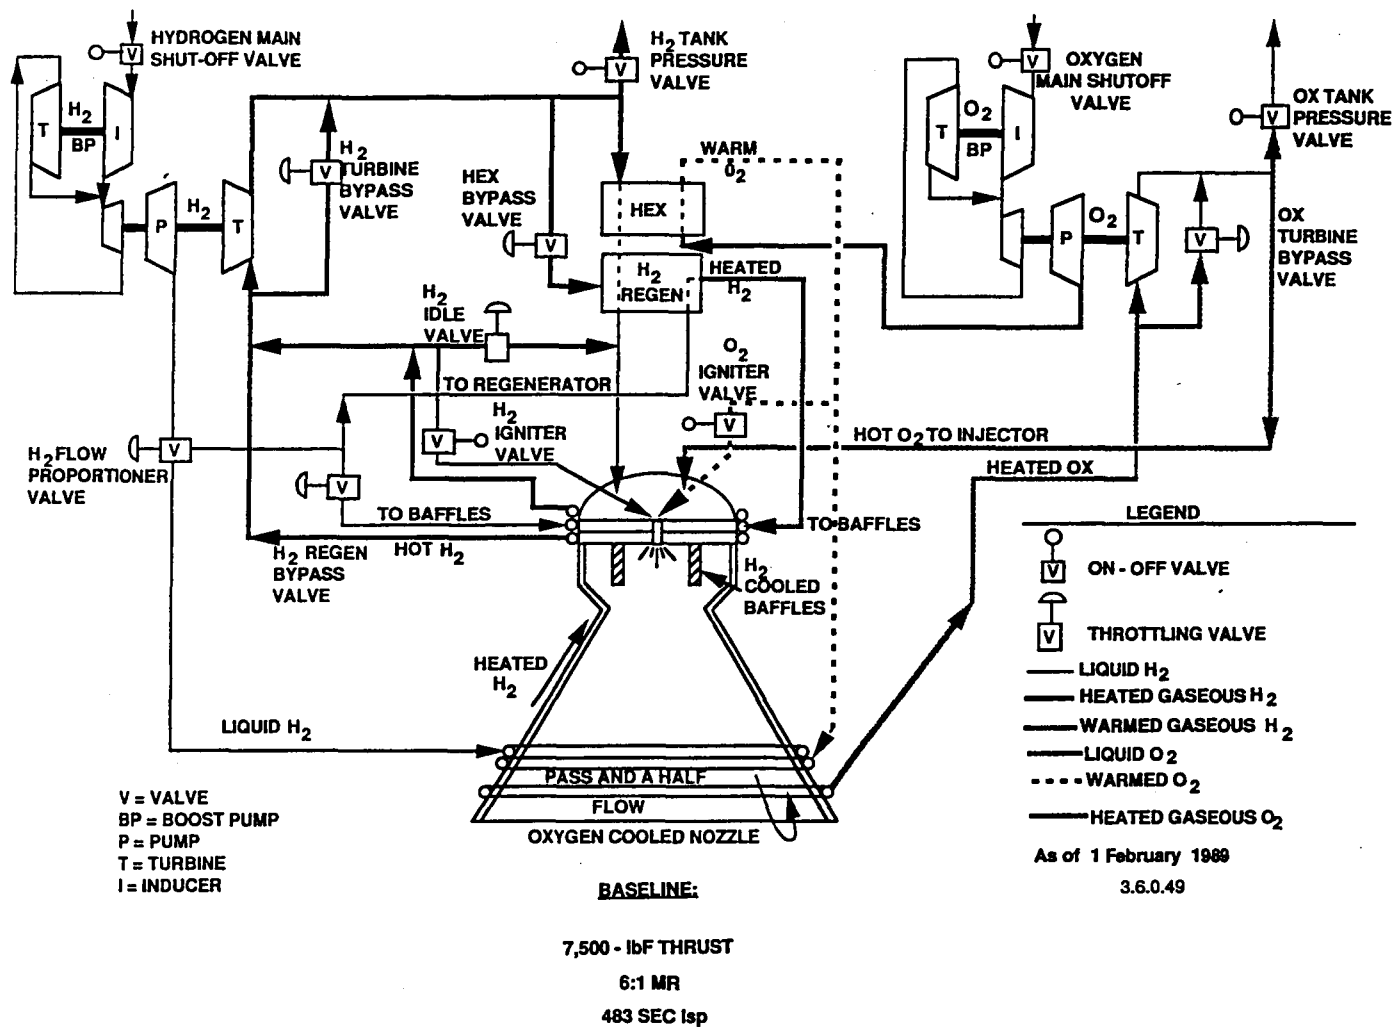 HYDROGEN MAIN
SHUT-OFF VALVE
V
T
H2
BP
I
P
H2
T
H2
TURBINE
BYPASS
VALVE
V
H2 TANK
PRESSURE
VALVE
V
HEX
BYPASS
VALVE
V
WARM
O2
HEX
H2
REGEN
HEATED
H2
OXYGEN
MAIN SHUTOFF
VALVE
V
T
O2
BP
I
P
O2
T
V
OX TANK
PRESSURE
VALVE
V
OX
TURBINE
BYPASS
VALVE
H2
IDLE
VALVE
O2
IGNITER
VALVE
V
TO REGENERATOR
H2
IGNITER
VALVE
V
H2 FLOW
PROPORTIONER
VALVE
V
V
TO BAFFLES
HOT H2
H2 REGEN
BYPASS
VALVE
HOT O2 TO INJECTOR
HEATED OX
TO BAFFLES
H2
COOLED
BAFFLES
HEATED
H2
LIQUID H2
PASS AND A HALF
FLOW
OXYGEN COOLED NOZZLE
V = VALVE
BP = BOOST PUMP
P = PUMP
T = TURBINE
I = INDUCER
LEGEND
V
ON - OFF VALVE
V
THROTTLING VALVE
LIQUID H2
HEATED GASEOUS H2
WARMED GASEOUS H2
LIQUID O2
WARMED O2
HEATED GASEOUS O2
As of 1 February 1989
3.6.0.49
BASELINE:
7,500 - lbF THRUST
6:1 MR
483 SEC Isp